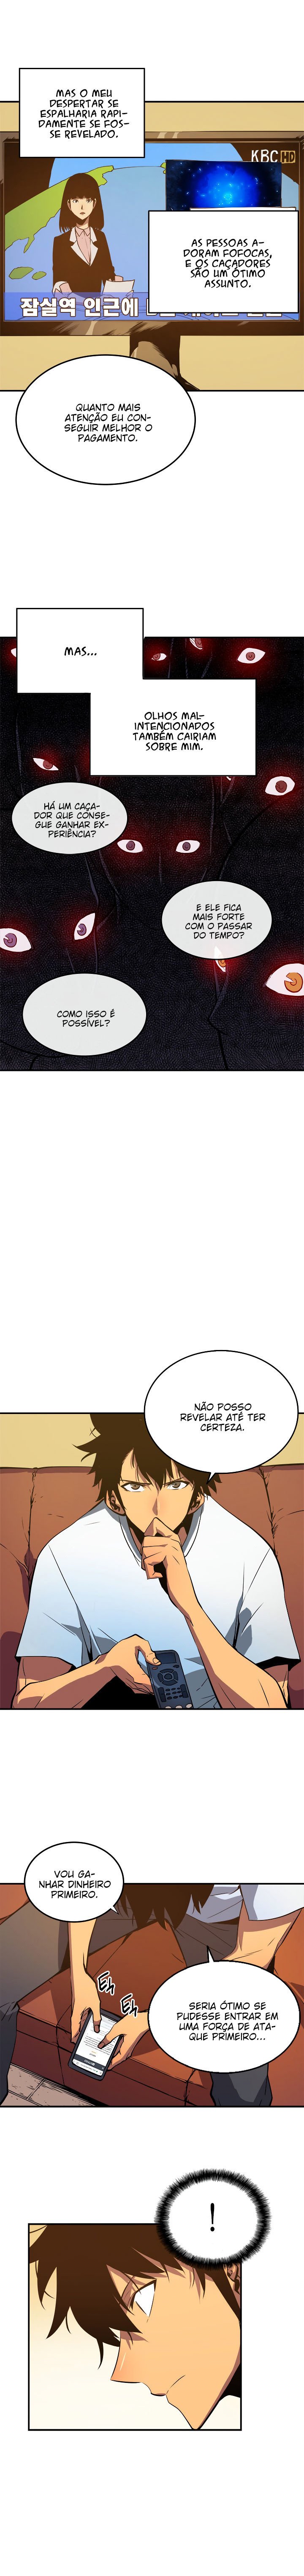 MAS O MEU
DESPERTAR SE
ESPALHARIA RAPI-
DAMENTE SE FOS-
SE REVELADO.
KBC HD
AS PESSOAS A-
DORAM FOFOCAS,
E OS CAÇADORES
SÃO UM ÓTIMO
ASSUNTO.
잠실역 인근에
QUANTO MAIS
ATENÇÃO EU CON-
SEGUIR MELHOR O
PAGAMENTO.
MAS...
OLHOS MAL-
INTENCIONADOS
TAMBÉM CAIRIAM
SOBRE MIM.
HÁ UM CAÇA-
DOR QUE CONSE-
GUE GANHAR EX-
PERIÊNCIA?
E ELE FICA
MAIS FORTE
COM O PASSAR
DO TEMPO?
COMO ISSO É
POSSÍVEL?
NÃO POSSO
REVELAR ATÉ TER
CERTEZA.
VOU GA-
NHAR DINHEIRO
PRIMEIRO.
SERIA ÓTIMO SE
PUDESSE ENTRAR EM
UMA FORÇA DE ATA-
QUE PRIMEIRO...
!